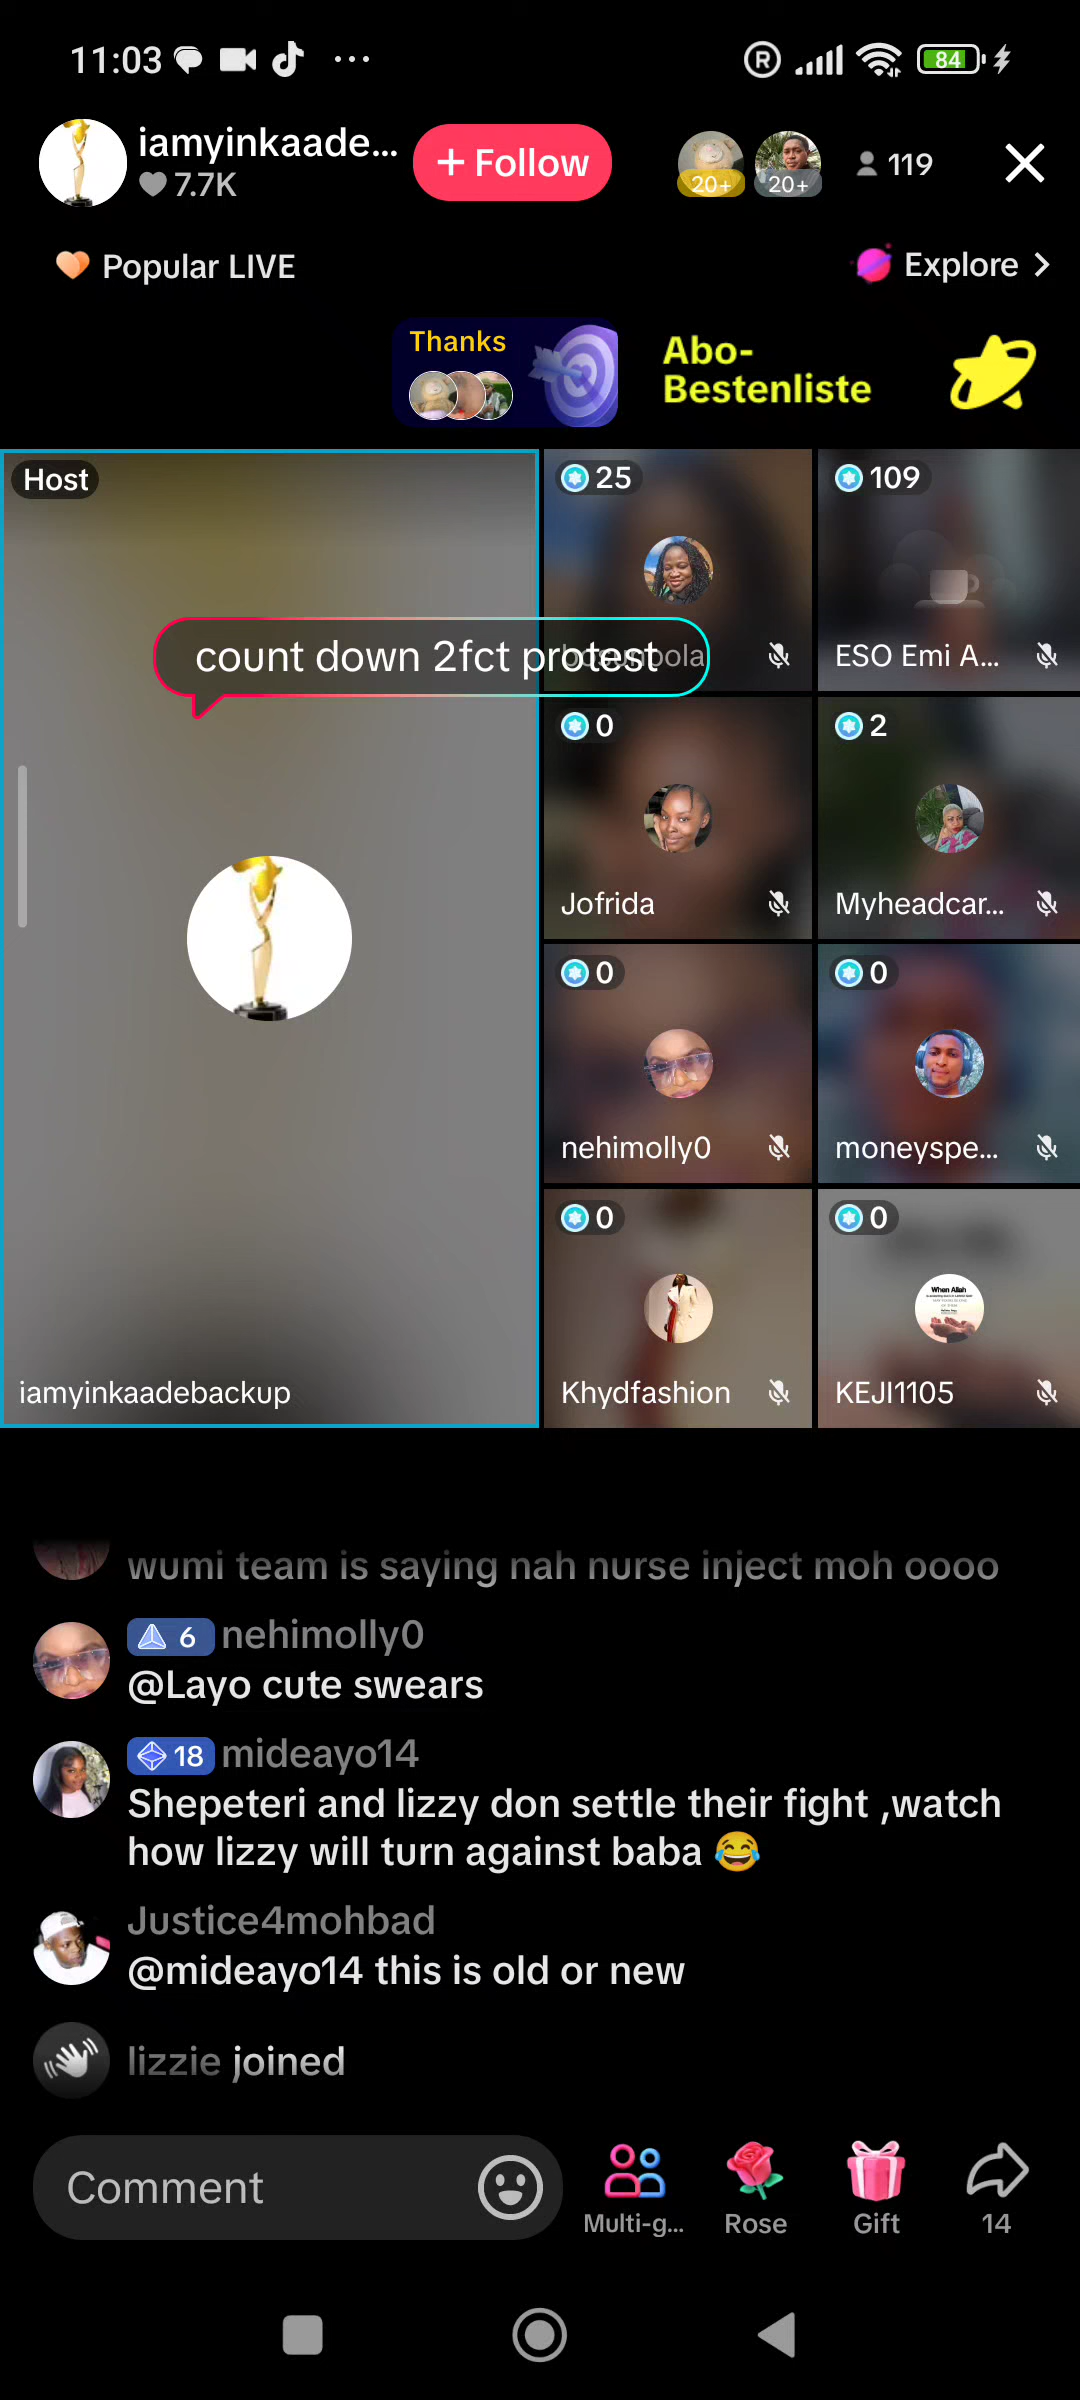 11:03
84
iamyinkaade...
7.7K
+ Follow
20+
20+
119
Popular LIVE
Explore
Thanks
Abo-
Bestenliste
Host
25
109
count down 2fct protest
ESO Emi A...
0
2
Jofrida
Myheadcar...
0
0
nehimolly0
moneyspe...
0
0
When Allah
iamyinkaadebackup
Khydfashion
KEJI1105
wumi team is saying nah nurse inject moh oooo
6 nehimolly0
@Layo cute swears
18 mideayo14
Shepeteri and lizzy don settle their fight ,watch
how lizzy will turn against baba 😂
Justice4mohbad
@mideayo14 this is old or new
lizzie joined
Comment
Multi-g...
Rose
Gift
14